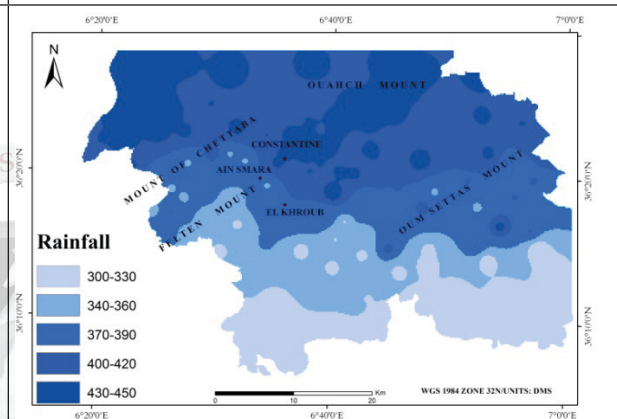 6°20'0"E
6°40'0"E
7°0'0"E
N
OUAHCH MOUNT
MOUNT OF CHETTABA
CONSTANTINE
36°20'0"N
36°20'0"N
AIN SMARA
OUM SETTAS MOUNT
FELTEN MOUNT
EL KHROUB
Rainfall
300-330
340-360
370-390
400-420
430-450
36°10'0"N
36°10'0"N
0
10
20
Km
WGS 1984 ZONE 32N/UNITS: DMS
6°20'0"E
6°40'0"E
7°0'0"E